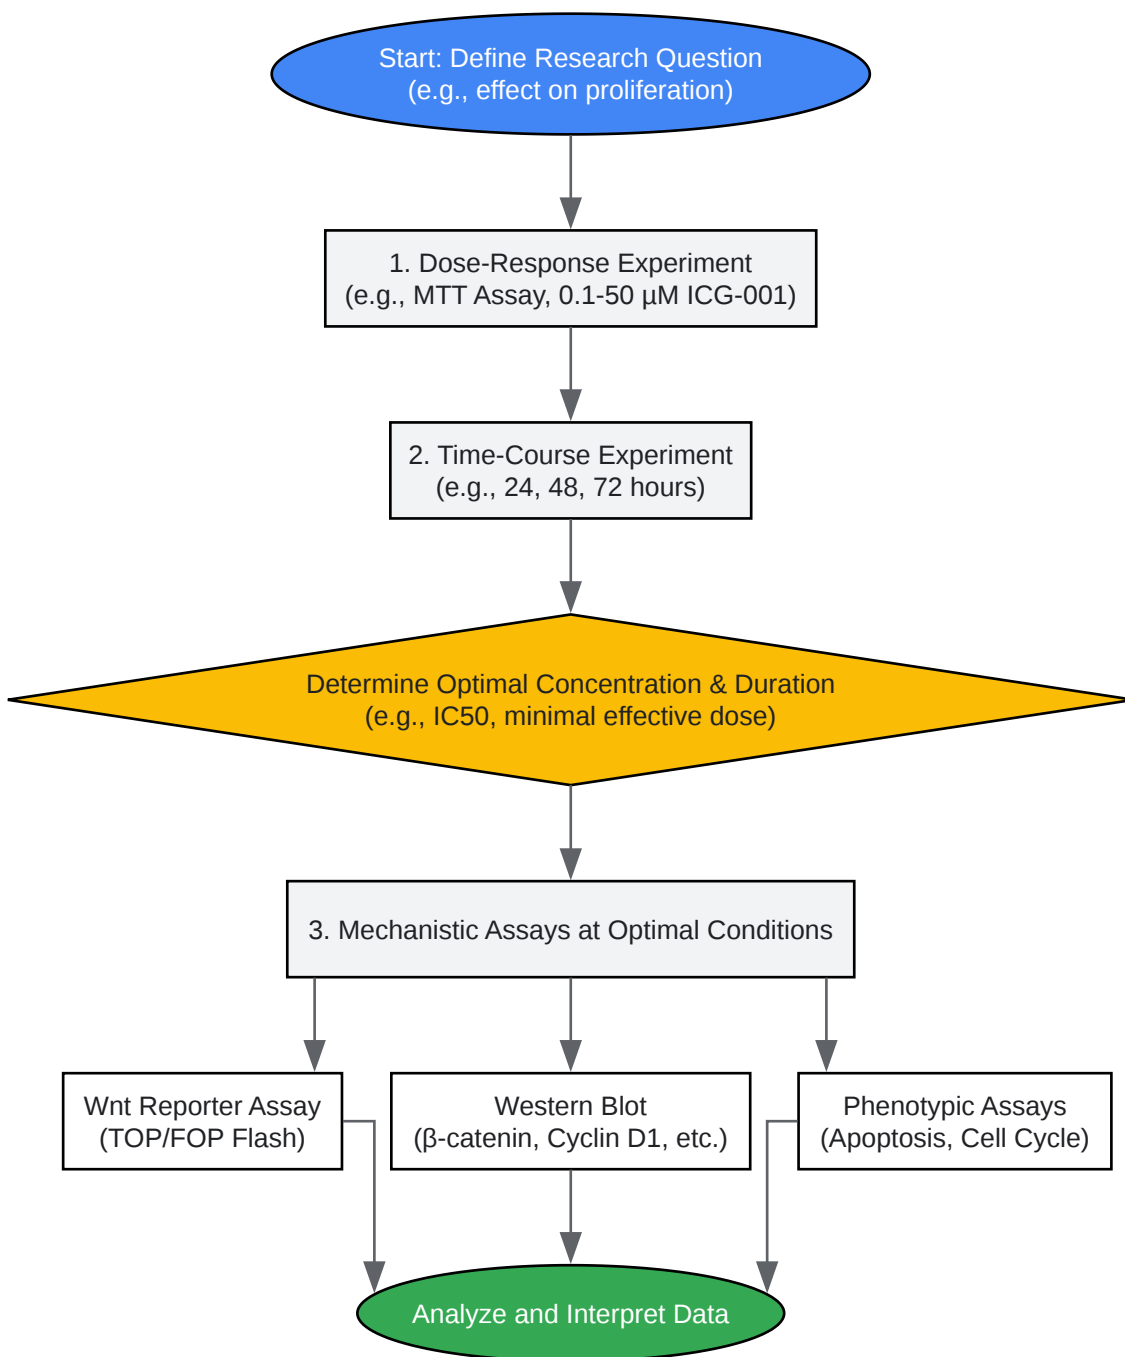 Start: Define Research Question
(e.g., effect on proliferation)
1. Dose-Response Experiment
(e.g., MTT Assay, 0.1-50 µM ICG-001)
2. Time-Course Experiment
(e.g., 24, 48, 72 hours)
Determine Optimal Concentration & Duration
(e.g., IC50, minimal effective dose)
3. Mechanistic Assays at Optimal Conditions
Wnt Reporter Assay
(TOP/FOP Flash)
Western Blot
(β-catenin, Cyclin D1, etc.)
Phenotypic Assays
(Apoptosis, Cell Cycle)
Analyze and Interpret Data